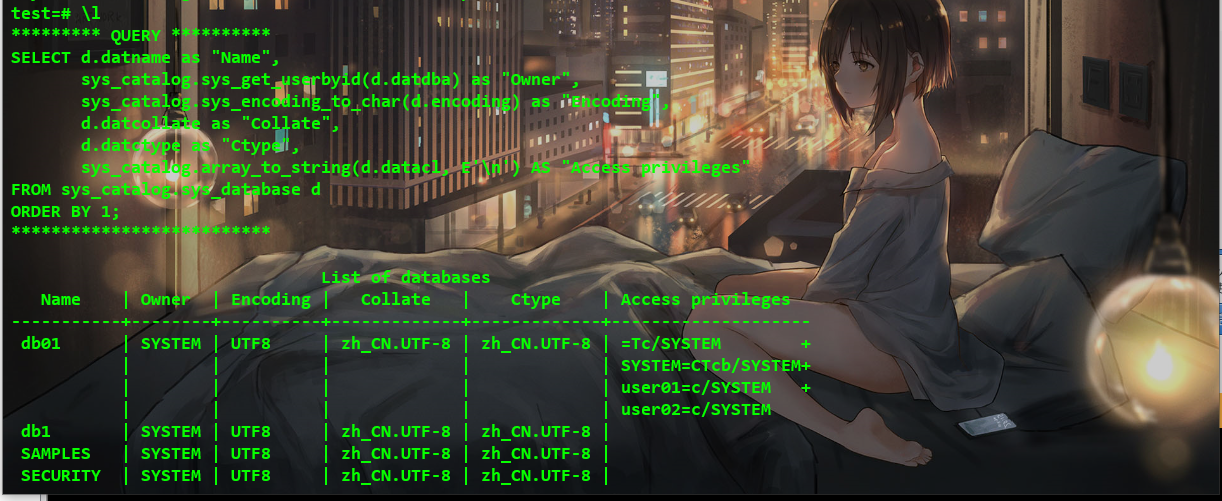 test=# \l
********* QUERY **********
SELECT d.datname as "Name",
       sys_catalog.sys_get_userbyid(d.datdba) as "Owner",
       sys_catalog.sys_encoding_to_char(d.encoding) as "Encoding",
       d.datcollate as "Collate",
       d.datctype as "Ctype",
       sys_catalog.array_to_string(d.datacl, E'\n') AS "Access privileges"
FROM sys_catalog.sys_database d
ORDER BY 1;
**************************
                               List of databases
   Name    | Owner  | Encoding |   Collate   |    Ctype    | Access privileges
-----------+--------+----------+-------------+-------------+--------------------
 db01      | SYSTEM | UTF8     | zh_CN.UTF-8 | zh_CN.UTF-8 | =Tc/SYSTEM        +
           |        |          |             |             | SYSTEM=CTcb/SYSTEM+
           |        |          |             |             | user01=c/SYSTEM   +
           |        |          |             |             | user02=c/SYSTEM
 db1       | SYSTEM | UTF8     | zh_CN.UTF-8 | zh_CN.UTF-8 |
 SAMPLES   | SYSTEM | UTF8     | zh_CN.UTF-8 | zh_CN.UTF-8 |
 SECURITY  | SYSTEM | UTF8     | zh_CN.UTF-8 | zh_CN.UTF-8 |